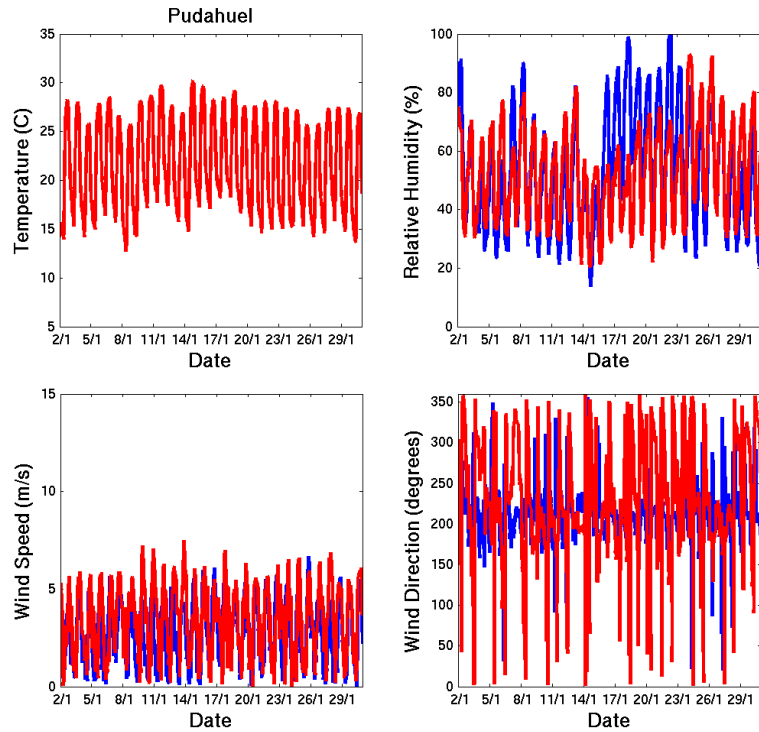 Pudahuel
Temperature (C)
35
30
25
20
15
10
5
2/1 5/1 8/1 11/1 14/1 17/1 20/1 23/1 26/1 29/1
Date
Relative Humidity (%)
100
80
60
40
20
0
2/1 5/1 8/1 11/1 14/1 17/1 20/1 23/1 26/1 29/1
Date
Wind Speed (m/s)
15
10
5
0
2/1 5/1 8/1 11/1 14/1 17/1 20/1 23/1 26/1 29/1
Date
Wind Direction (degrees)
350
300
250
200
150
100
50
0
2/1 5/1 8/1 11/1 14/1 17/1 20/1 23/1 26/1 29/1
Date